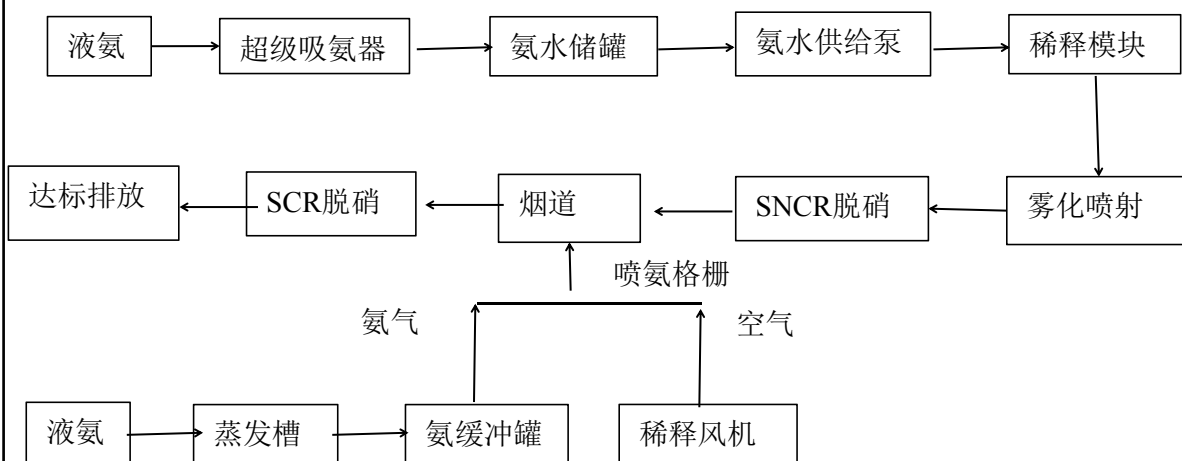 液氨 超级吸氨器 氨水储罐 氨水供给泵 稀释模块
达标排放 SCR脱硝 烟道 SNCR脱硝 雾化喷射
喷氨格栅
氨气 空气
液氨 蒸发槽 氨缓冲罐 稀释风机